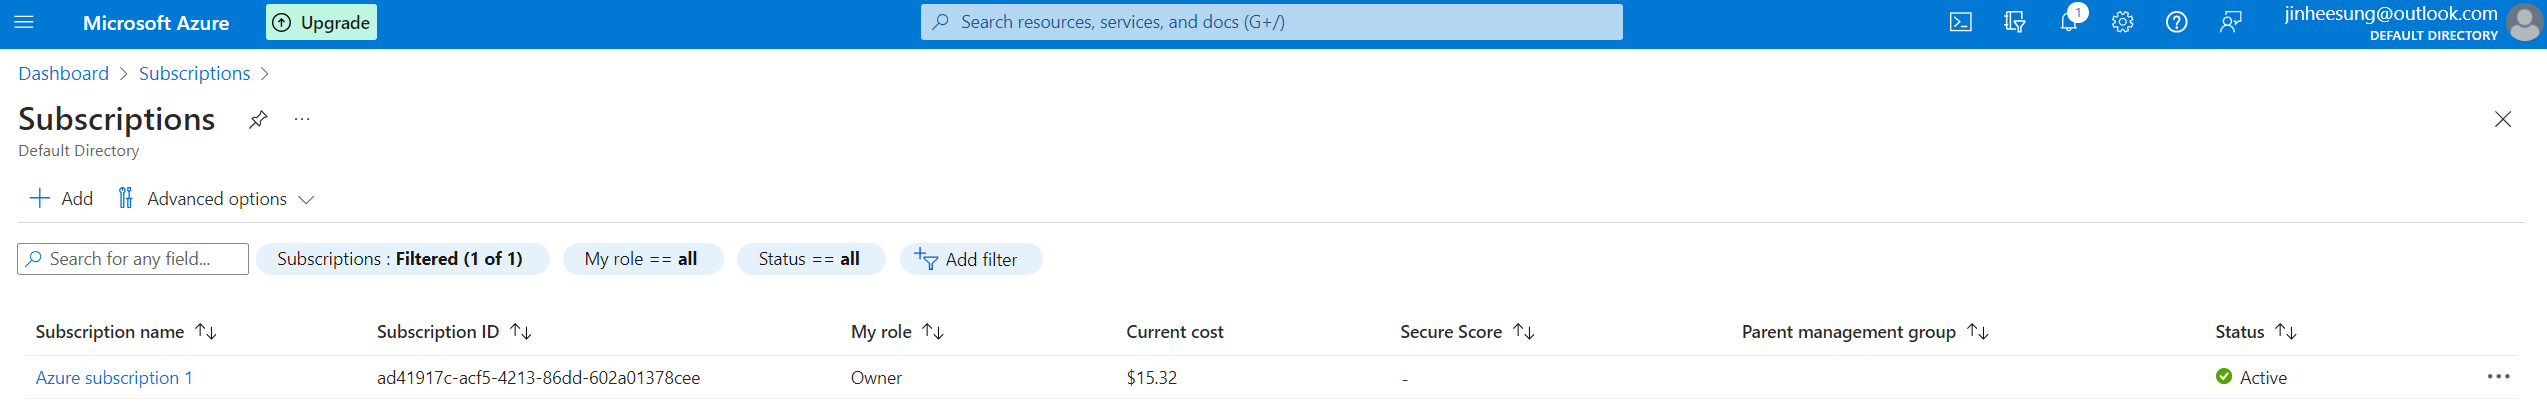 Microsoft Azure Upgrade Search resources, services, and docs (G+/) 1 jinheesung@outlook.com
DEFAULT DIRECTORY
Dashboard > Subscriptions >
Subscriptions ...
Default Directory
+ Add Advanced options
Search for any field... Subscriptions : Filtered (1 of 1) My role == all Status == all Add filter
Subscription name ↑↓ Subscription ID ↑↓ My role ↑↓ Current cost Secure Score ↑↓ Parent management group ↑↓ Status ↑↓
Azure subscription 1 ad41917c-acf5-4213-86dd-602a01378cee Owner $15.32 - Active ...